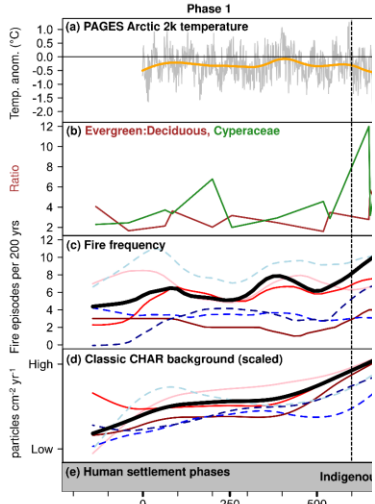 Phase 1
(a) PAGES Arctic 2k temperature
Temp. anom. (°C)
1.0
0.5
0.0
−0.5
−1.0
−1.5
−2.0
(b) Evergreen:Deciduous, Cyperaceae
Ratio
12
10
8
6
4
2
(c) Fire frequency
Fire episodes per 200 yrs
12
10
8
6
4
2
0
(d) Classic CHAR background (scaled)
particles cm⁻² yr⁻¹
High
Low
(e) Human settlement phases
Indigenou
0
250
500